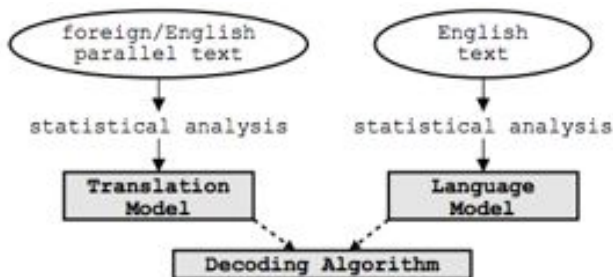 foreign/English
parallel text
English
text
statistical analysis
statistical analysis
Translation
Model
Language
Model
Decoding Algorithm